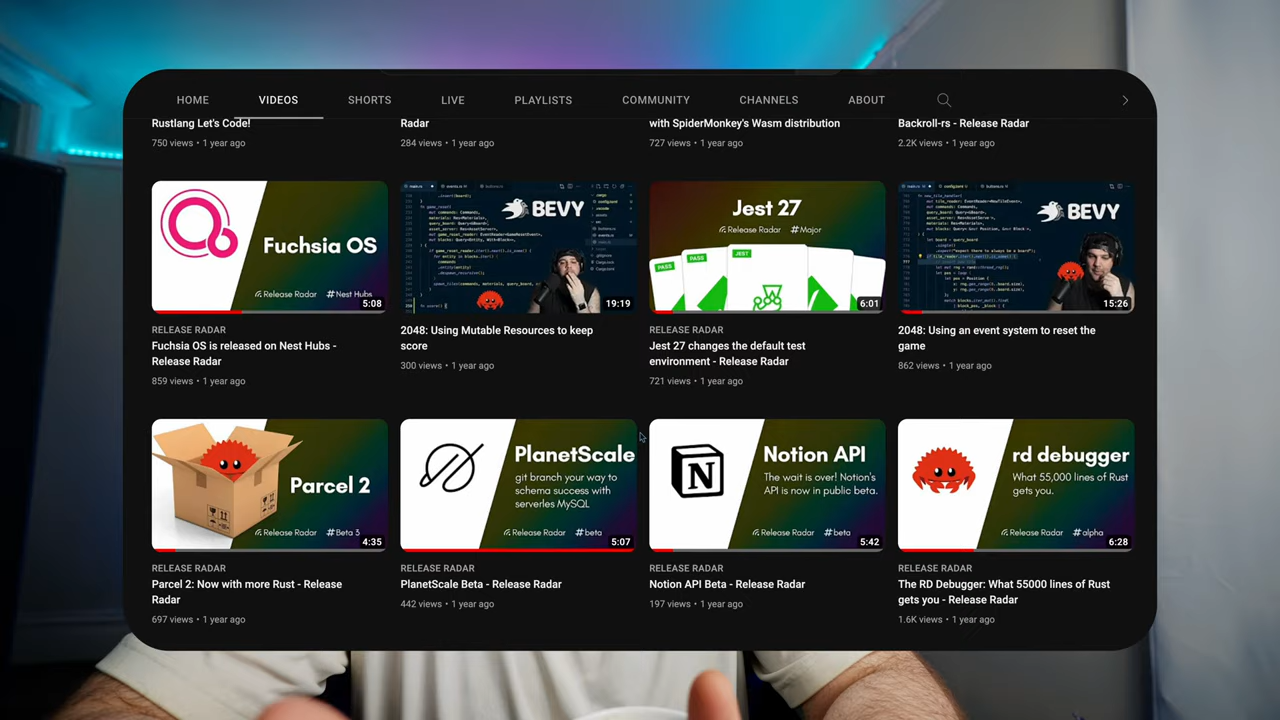 HOME VIDEOS SHORTS LIVE PLAYLISTS COMMUNITY CHANNELS ABOUT
Rustlang Let's Code!
750 views • 1 year ago
Radar
284 views • 1 year ago
with SpiderMonkey's Wasm distribution
727 views • 1 year ago
Backroll-rs - Release Radar
2.2K views • 1 year ago
Fuchsia OS
Release Radar #Nest Hubs
5:08
RELEASE RADAR
Fuchsia OS is released on Nest Hubs -
Release Radar
859 views • 1 year ago
BEVY
19:19
2048: Using Mutable Resources to keep
score
300 views • 1 year ago
Jest 27
Release Radar #Major
PASS
PASS
JEST
6:01
RELEASE RADAR
Jest 27 changes the default test
environment - Release Radar
721 views • 1 year ago
BEVY
15:26
2048: Using an event system to reset the
game
862 views • 1 year ago
Parcel 2
Release Radar #Beta 3
4:35
RELEASE RADAR
Parcel 2: Now with more Rust - Release
Radar
697 views • 1 year ago
PlanetScale
git branch your way to
schema success with
serverles MySQL
Release Radar #beta
5:07
RELEASE RADAR
PlanetScale Beta - Release Radar
442 views • 1 year ago
N
Notion API
The wait is over! Notion's
API is now in public beta.
Release Radar #beta
5:42
RELEASE RADAR
Notion API Beta - Release Radar
197 views • 1 year ago
rd debugger
What 55,000 lines of Rust
gets you.
Release Radar #alpha
6:28
RELEASE RADAR
The RD Debugger: What 55000 lines of Rust
gets you - Release Radar
1.6K views • 1 year ago